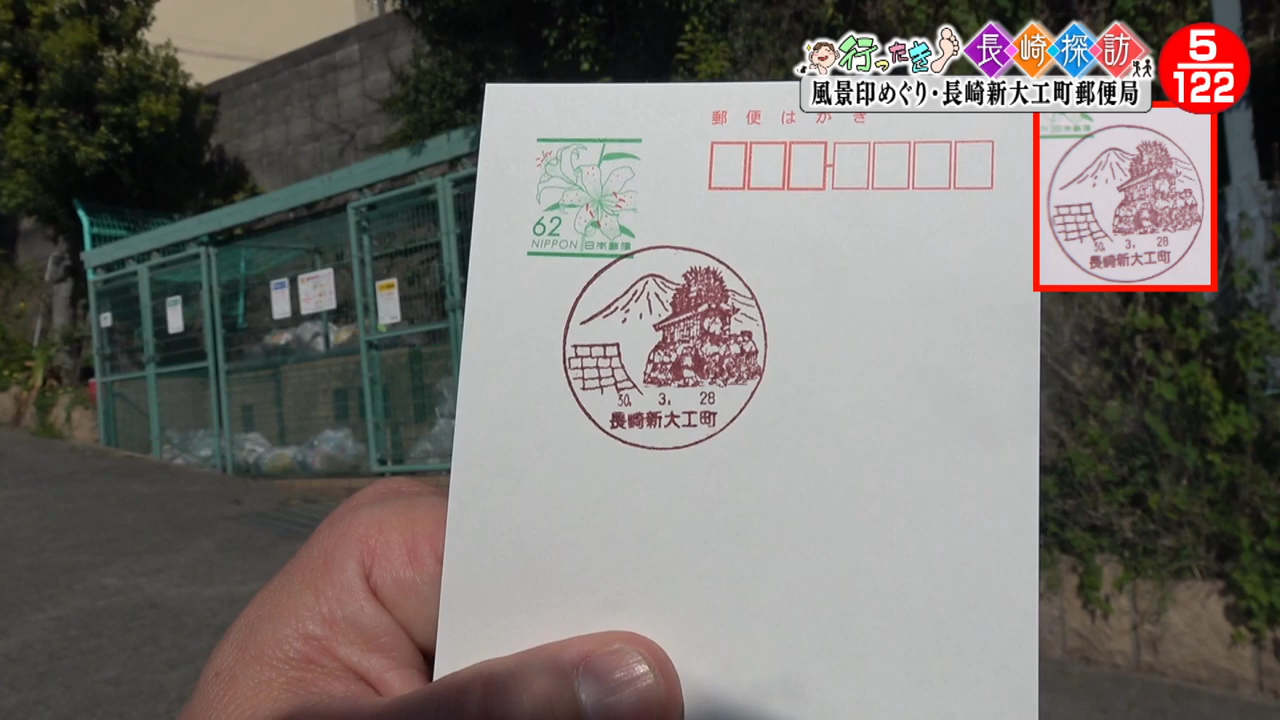 行ったき 長崎探訪
風景印めぐり・長崎新大工町郵便局
5
122
郵便はがき
62
NIPPON 日本郵便
30. 3. 28
長崎新大工町
30. 3. 28
長崎新大工町